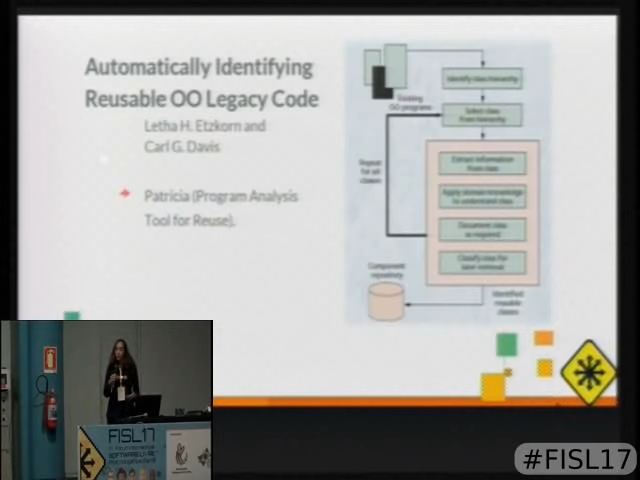 Automatically Identifying
Reusable OO Legacy Code
Letha H. Etzkorn and
Carl G. Davis
Patricia (Program Analysis
Tool for Reuse).
Existing
OO programs
Identify class hierarchy
Select class
from hierarchy
Repeat
for all
classes
Extract information
from class
Apply domain knowledge
to understand class
Document class
as required
Classify class for
later retrieval
Component
repository
Identified
reusable
classes
FISL17
#FISL17